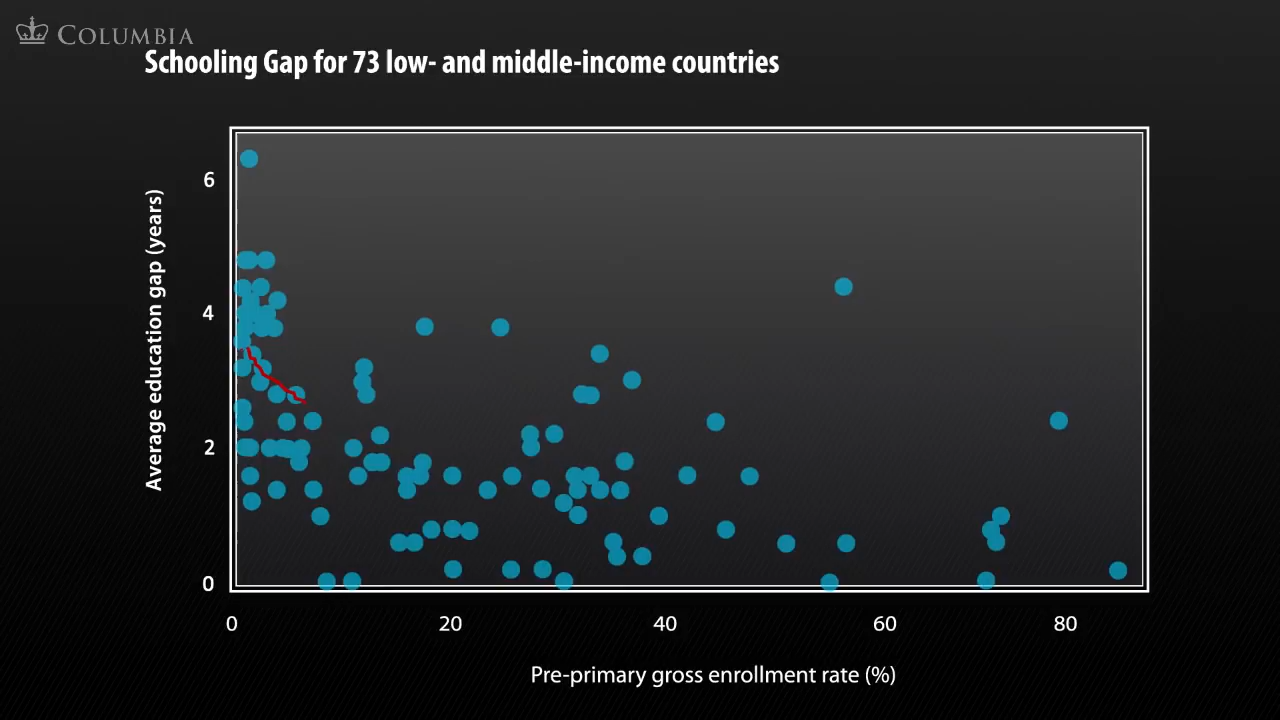 COLUMBIA
Schooling Gap for 73 low- and middle-income countries
Average education gap (years)
6
4
2
0
0 20 40 60 80
Pre-primary gross enrollment rate (%)